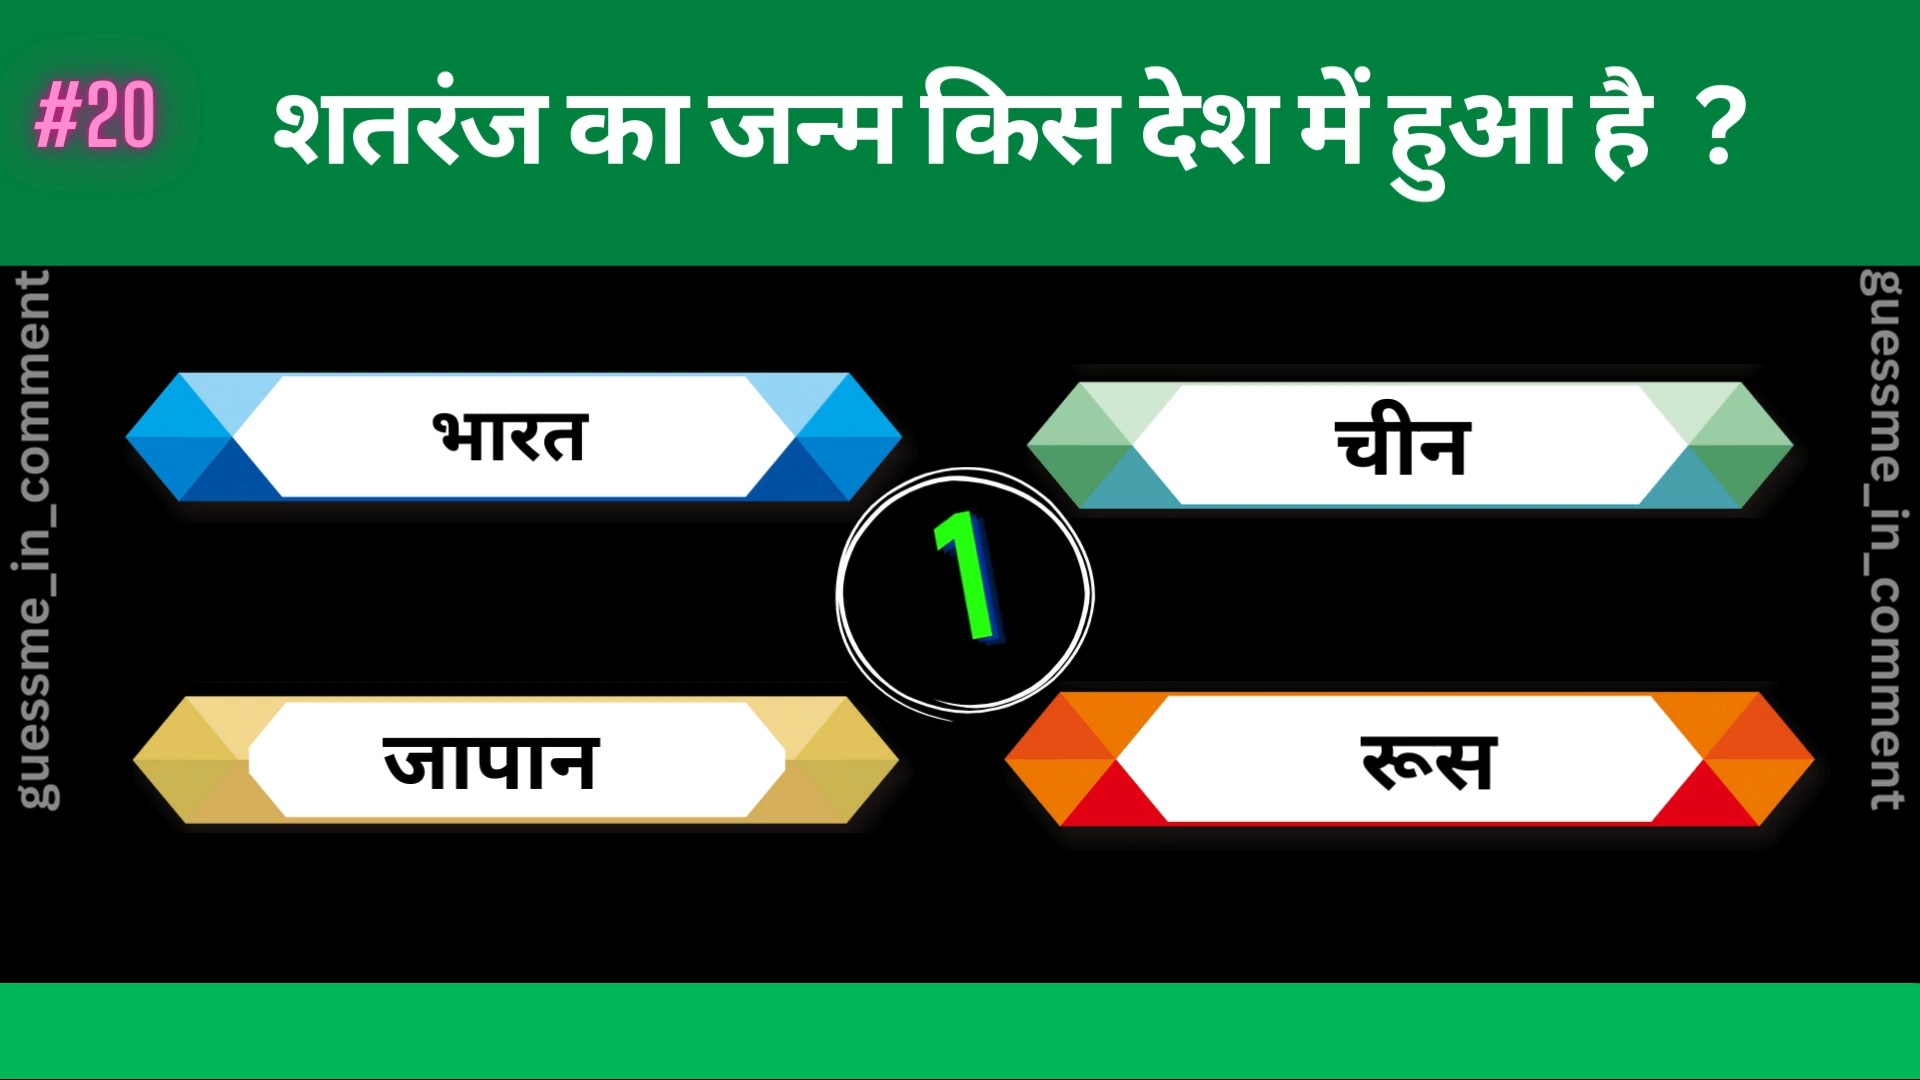 #20
शतरंज का जन्म किस देश में हुआ है ?
guessme_in_comment
guessme_in_comment
भारत
चीन
1
जापान
रूस